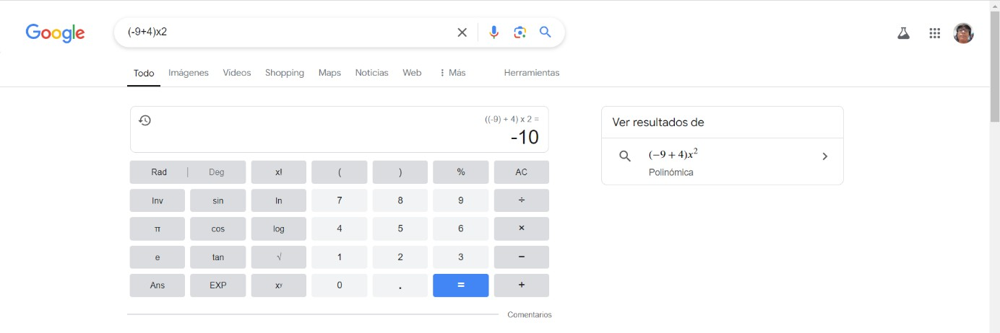 Google
(-9+4)x2
Todo Imágenes Videos Shopping Maps Noticias Web Más Herramientas
((-9) + 4) x 2 =
-10
Rad Deg x! ( ) % AC
Inv sin ln 7 8 9 ÷
π cos log 4 5 6 ×
e tan √ 1 2 3 −
Ans EXP xʸ 0 . = +
Comentarios
Ver resultados de
(−9 + 4)x²
Polinómica